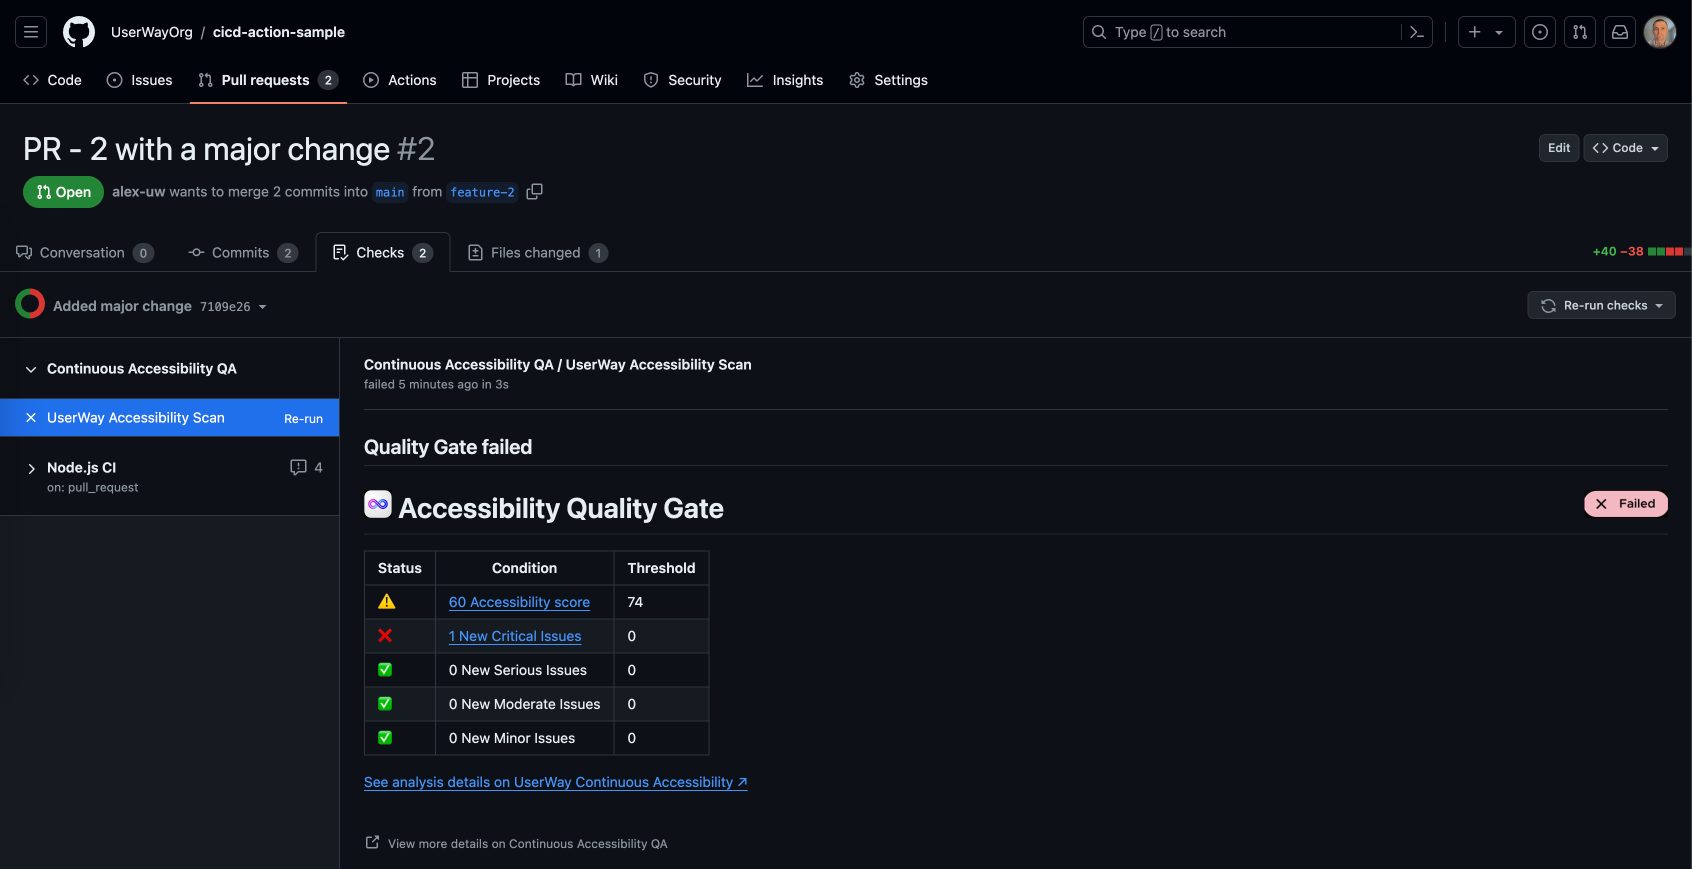 UserWayOrg / cicd-action-sample
Type / to search
Code
Issues
Pull requests 2
Actions
Projects
Wiki
Security
Insights
Settings
PR - 2 with a major change #2
Edit
Code
Open
alex-uw wants to merge 2 commits into main from feature-2
Conversation 0
Commits 2
Checks 2
Files changed 1
+40 −38
Added major change 7109e26
Re-run checks
Continuous Accessibility QA
UserWay Accessibility Scan
Re-run
Node.js CI
4
on: pull_request
Continuous Accessibility QA / UserWay Accessibility Scan
failed 5 minutes ago in 3s
Quality Gate failed
Accessibility Quality Gate
Failed
Status Condition Threshold
60 Accessibility score 74
1 New Critical Issues 0
0 New Serious Issues 0
0 New Moderate Issues 0
0 New Minor Issues 0
See analysis details on UserWay Continuous Accessibility ↗
View more details on Continuous Accessibility QA